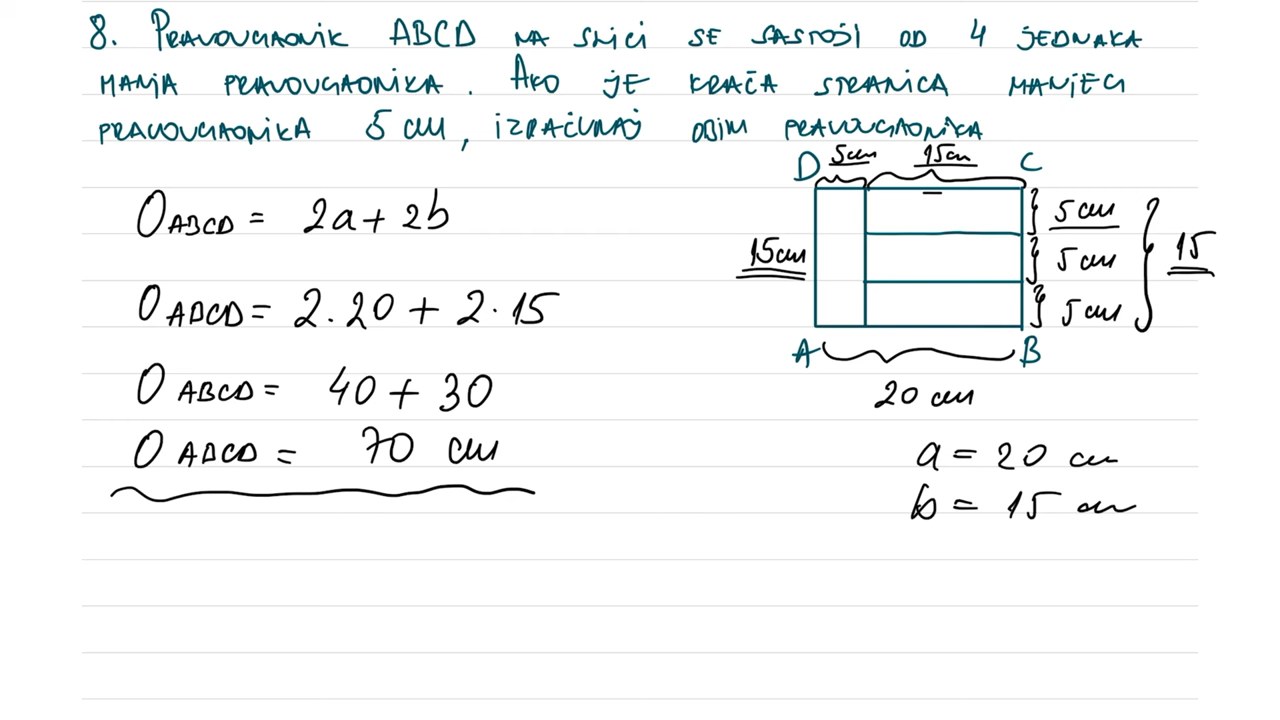 8. PRAVOUGAONIK ABCD NA SLICI SE SASTOJI OD 4 JEDNAKA
MANJA PRAVOUGAONIKA. AKO JE KRAĆA STRANICA MANJEG
PRAVOUGAONIKA 5 cm, IZRAČUNAJ OBIM PRAVOUGAONIKA
D 5cm 15cm C
O ABCD = 2a + 2b
5 cm
15cm 5 cm 15
O ABCD = 2.20 + 2.15
5 cm
A B
O ABCD = 40 + 30
20 cm
O ABCD = 70 cm
a = 20 cm
b = 15 cm